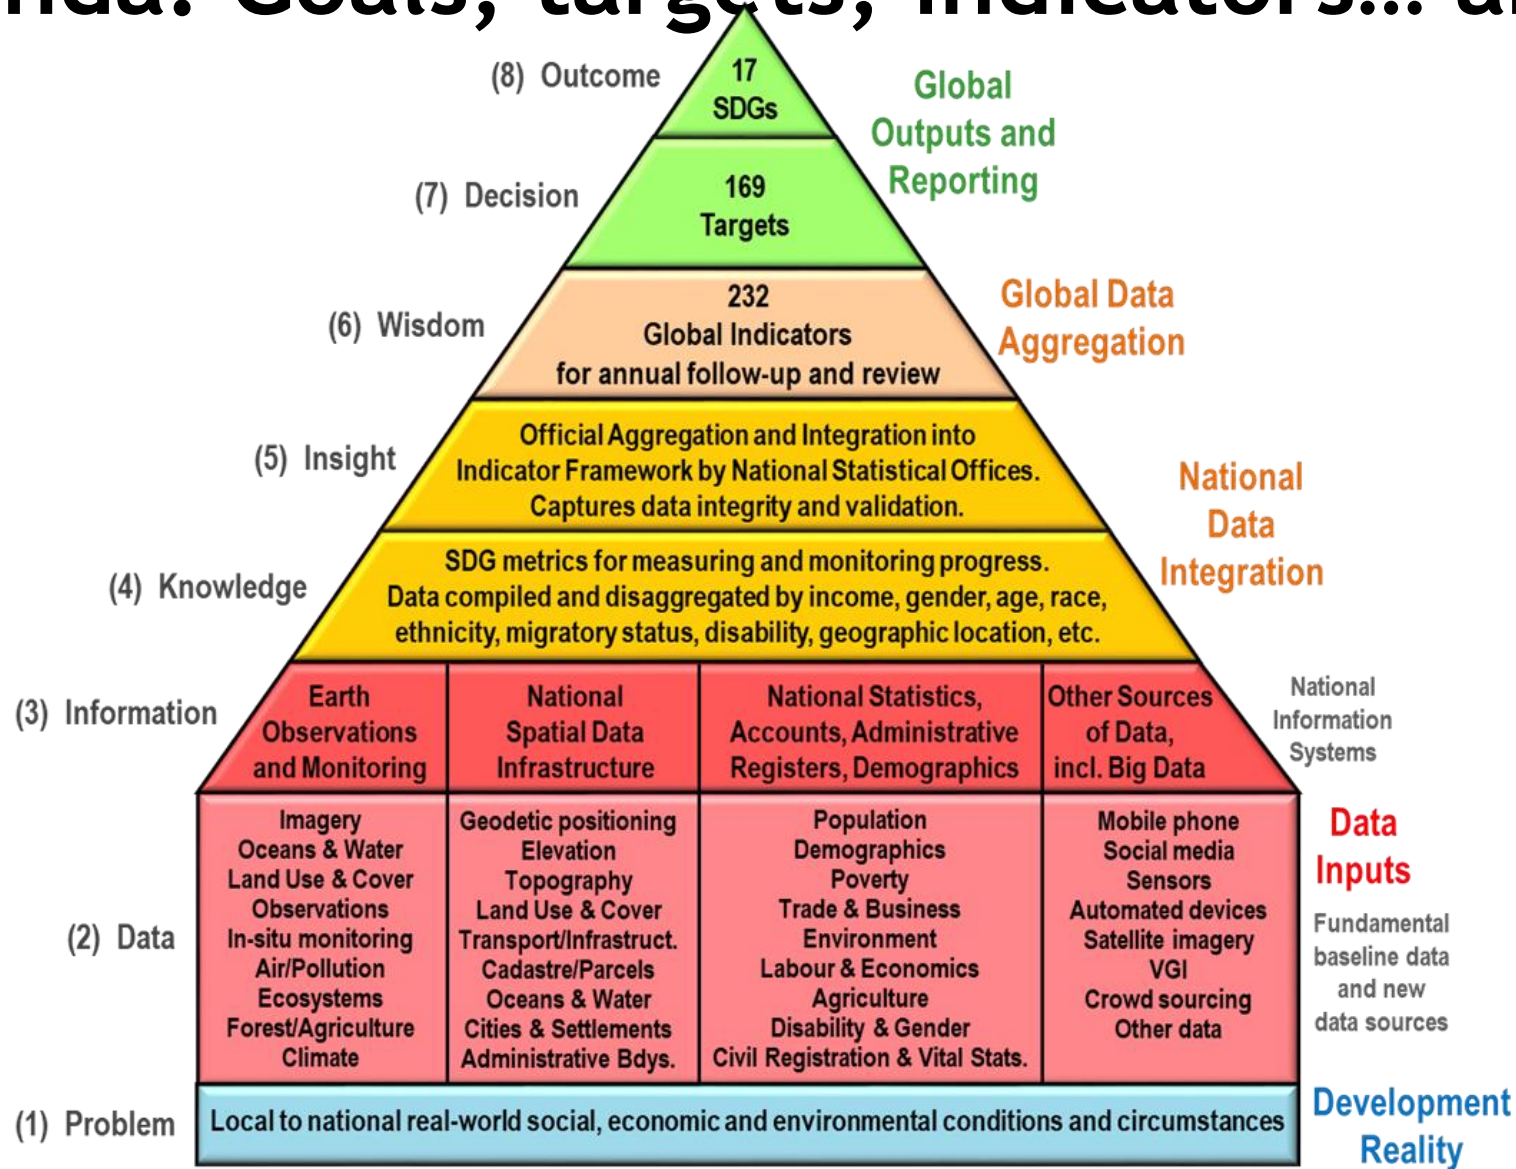 nda: Goals, targets, indicators... a
(8) Outcome
17
SDGs
Global
Outputs and
Reporting
(7) Decision
169
Targets
(6) Wisdom
232
Global Indicators
for annual follow-up and review
Global Data
Aggregation
(5) Insight
Official Aggregation and Integration into
Indicator Framework by National Statistical Offices.
Captures data integrity and validation.
National
Data
Integration
(4) Knowledge
SDG metrics for measuring and monitoring progress.
Data compiled and disaggregated by income, gender, age, race,
ethnicity, migratory status, disability, geographic location, etc.
(3) Information
Earth
Observations
and Monitoring
National
Spatial Data
Infrastructure
National Statistics,
Accounts, Administrative
Registers, Demographics
Other Sources
of Data,
incl. Big Data
National
Information
Systems
(2) Data
Imagery
Oceans & Water
Land Use & Cover
Observations
In-situ monitoring
Air/Pollution
Ecosystems
Forest/Agriculture
Climate
Geodetic positioning
Elevation
Topography
Land Use & Cover
Transport/Infrastruct.
Cadastre/Parcels
Oceans & Water
Cities & Settlements
Administrative Bdys.
Population
Demographics
Poverty
Trade & Business
Environment
Labour & Economics
Agriculture
Disability & Gender
Civil Registration & Vital Stats.
Mobile phone
Social media
Sensors
Automated devices
Satellite imagery
VGI
Crowd sourcing
Other data
Data
Inputs
Fundamental
baseline data
and new
data sources
(1) Problem
Local to national real-world social, economic and environmental conditions and circumstances
Development
Reality